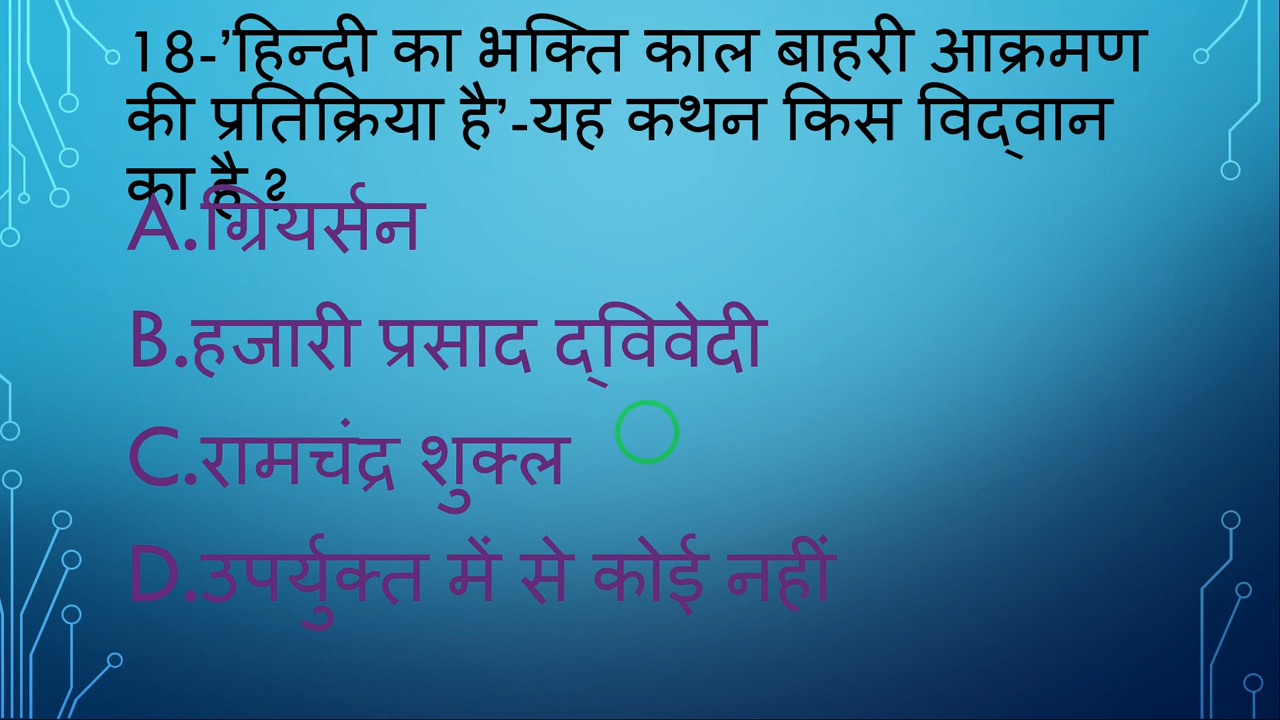 18-’हिन्दी का भक्ति काल बाहरी आक्रमण
की प्रतिक्रिया है’-यह कथन किस विद्वान
का है ?
A.ग्रियर्सन
B.हजारी प्रसाद द्विवेदी
C.रामचंद्र शुक्ल
D.उपर्युक्त में से कोई नहीं